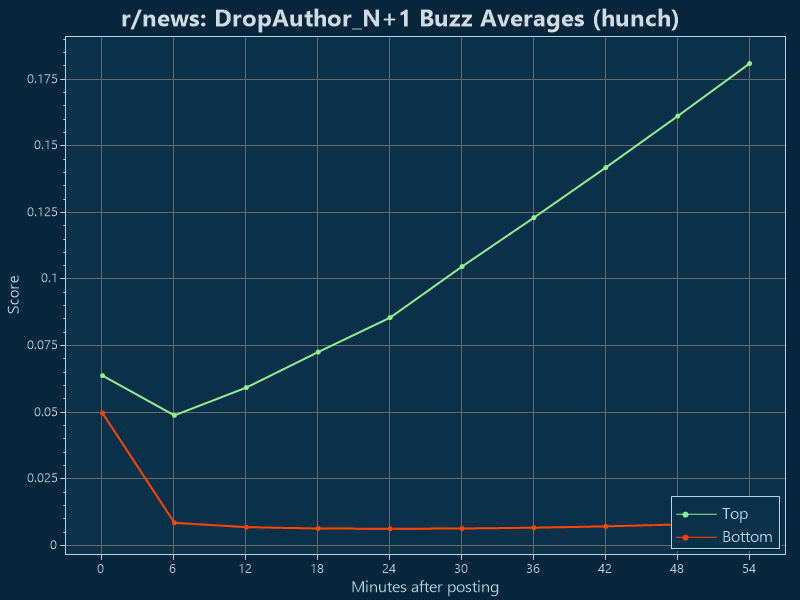 r/news: DropAuthor_N+1 Buzz Averages (hunch)
0.175
0.15
0.125
0.1
0.075
0.05
0.025
0
Score
0 6 12 18 24 30 36 42 48 54
Minutes after posting
Top
Bottom